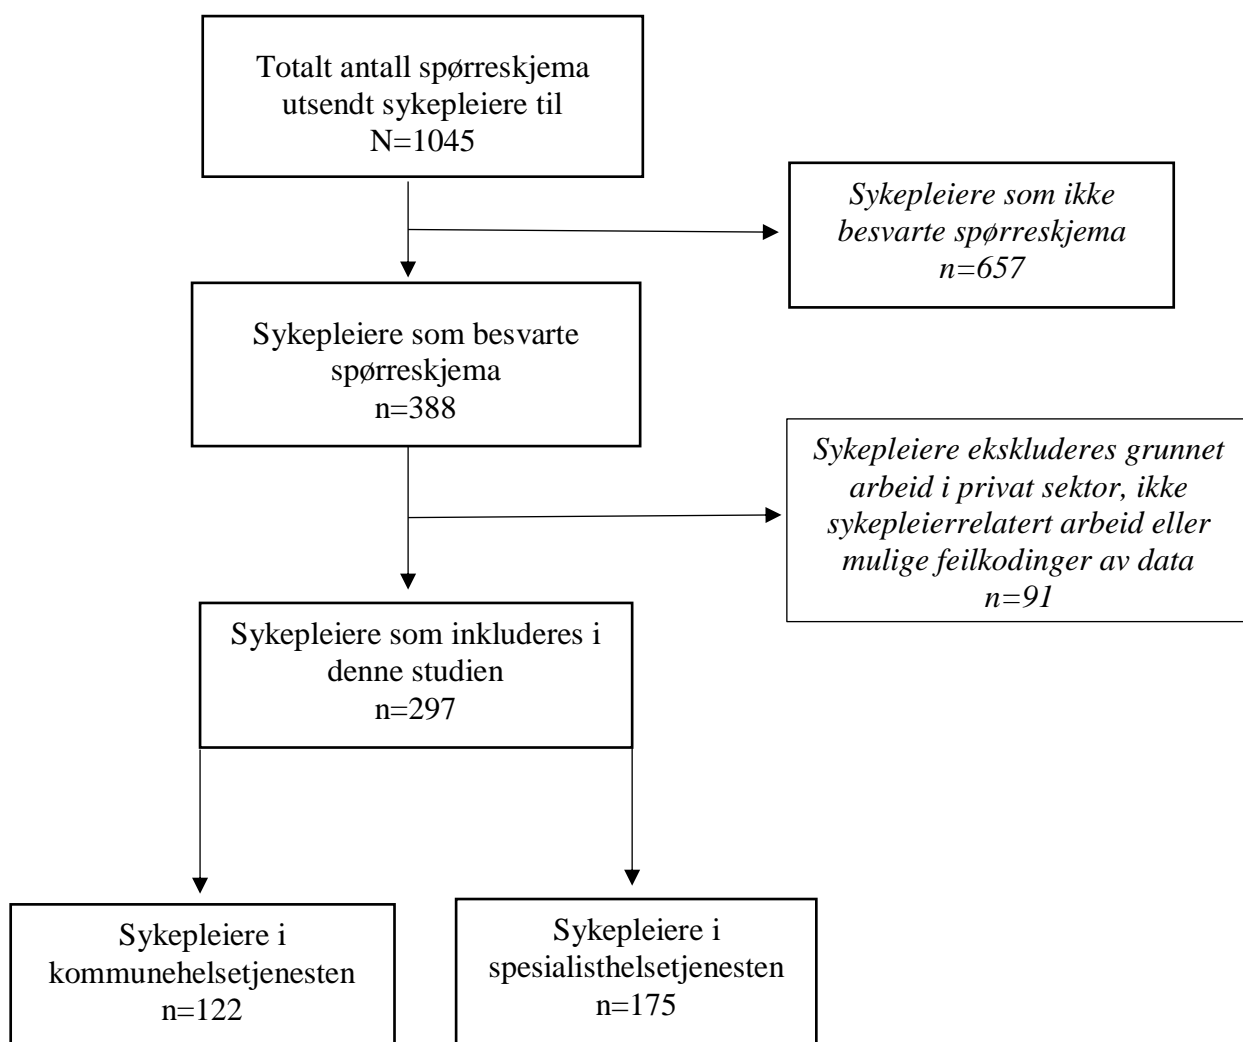 Totalt antall spørreskjema
utsendt sykepleiere til
N=1045
Sykepleiere som ikke
besvarte spørreskjema
n=657
Sykepleiere som besvarte
spørreskjema
n=388
Sykepleiere ekskluderes grunnet
arbeid i privat sektor, ikke
sykepleierrelatert arbeid eller
mulige feilkodinger av data
n=91
Sykepleiere som inkluderes i
denne studien
n=297
Sykepleiere i
kommunehelsetjenesten
n=122
Sykepleiere i
spesialisthelsetjenesten
n=175